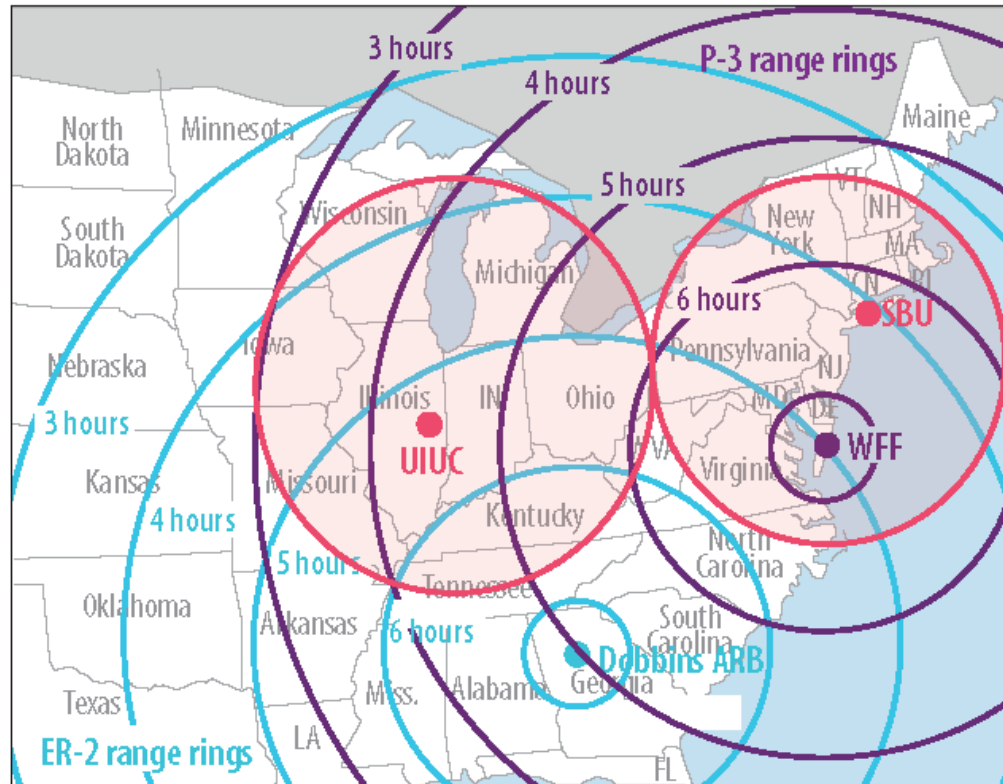 3 hours
P-3 range rings
4 hours
Maine
North
Dakota
Minnesota
5 hours
VT
NH
Wisconsin
New
York
South
Dakota
MA
Michigan
CN
RI
6 hours
SBU
Iowa
Pennsylvania
Nebraska
NJ
Illinois
IN
Ohio
MD
DE
3 hours
UIUC
WVA
WFF
Virginia
Missouri
Kansas
Kentucky
4 hours
North
Carolina
5 hours
Tennessee
Oklahoma
Arkansas
6 hours
South
Carolina
Dobbins ARB
Georgia
Texas
Miss.
Alabama
LA
ER-2 range rings
FL